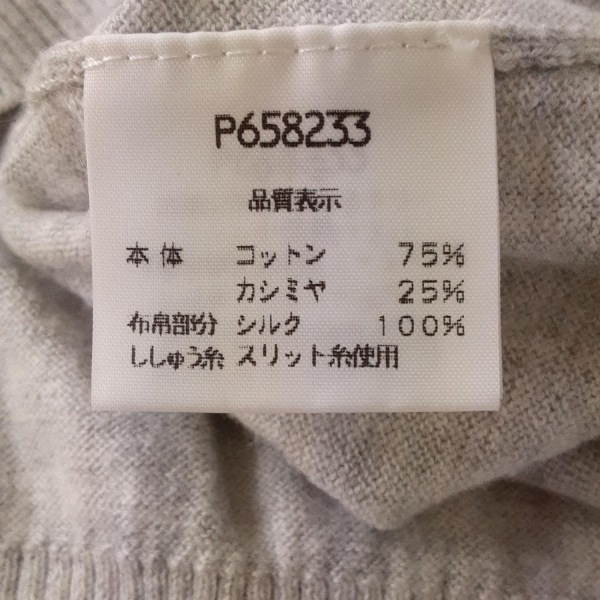 P658233
品質表示
本体 コットン 75%
カシミヤ 25%
布帛部分 シルク 100%
ししゅう糸 スリット糸使用